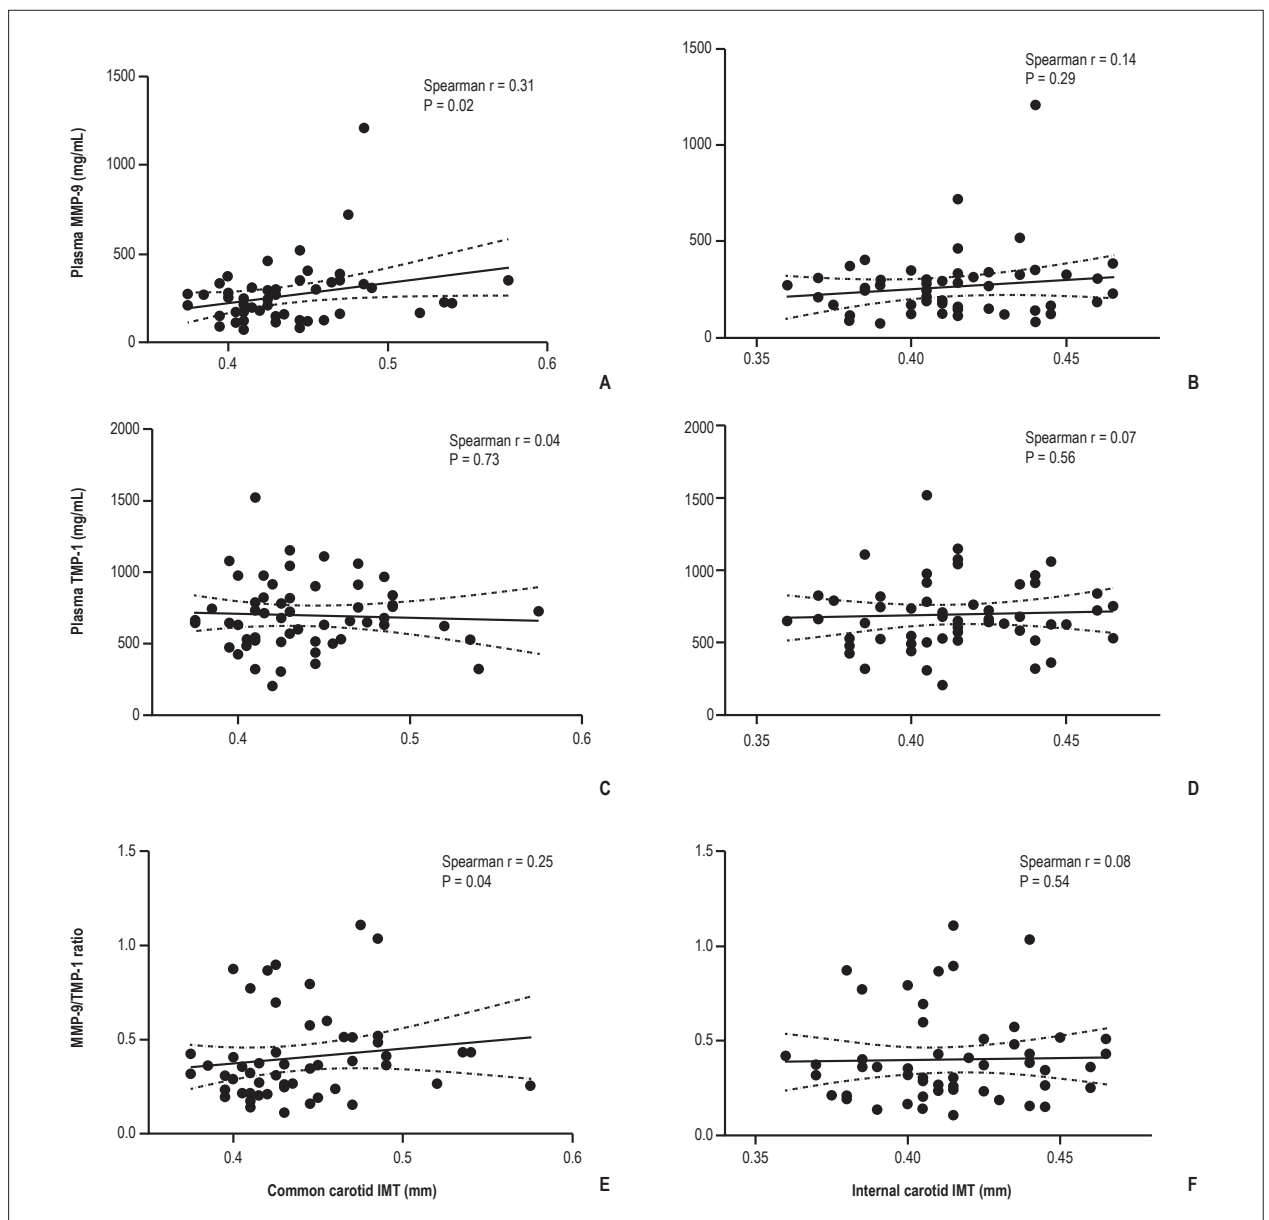 1500
1000
500
0
Plasma MMP-9 (mg/mL)
Spearman r = 0.31
P = 0.02
0.4
0.5
0.6
A
1500
1000
500
0
Spearman r = 0.14
P = 0.29
0.35
0.40
0.45
B
2000
1500
1000
500
0
Plasma TMP-1 (mg/mL)
Spearman r = 0.04
P = 0.73
0.4
0.5
0.6
C
2000
1500
1000
500
0
Spearman r = 0.07
P = 0.56
0.35
0.40
0.45
D
1.5
1.0
0.5
0.0
MMP-9/TMP-1 ratio
Spearman r = 0.25
P = 0.04
0.4
0.5
0.6
Common carotid IMT (mm)
E
1.5
1.0
0.5
0.0
Spearman r = 0.08
P = 0.54
0.35
0.40
0.45
Internal carotid IMT (mm)
F